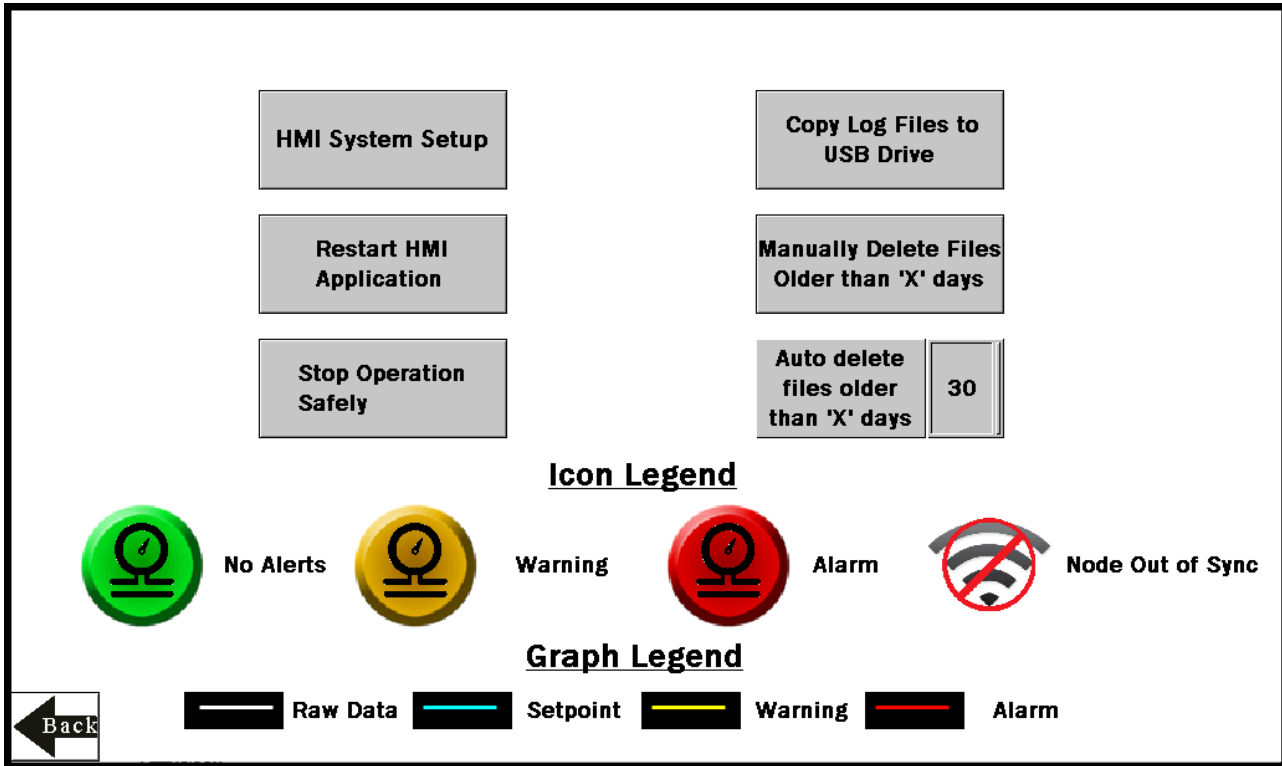 HMI System Setup
Copy Log Files to
USB Drive
Restart HMI
Application
Manually Delete Files
Older than 'X' days
Stop Operation
Safely
Auto delete
files older
than 'X' days
30
Icon Legend
No Alerts
Warning
Alarm
Node Out of Sync
Graph Legend
Raw Data
Setpoint
Warning
Alarm
Back